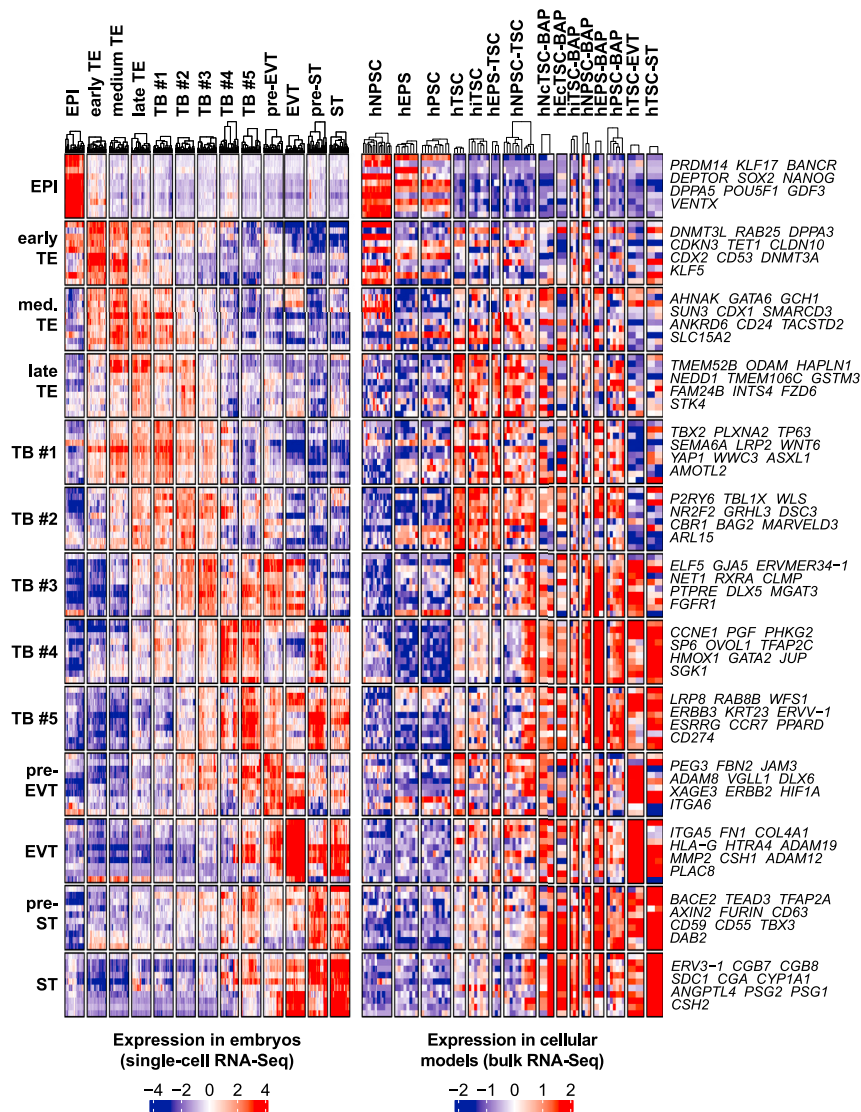 EPI
early TE
medium TE
late TE
TB #1
TB #2
TB #3
TB #4
TB #5
pre-EVT
EVT
pre-ST
ST
hNPSC
hEPS
hPSC
hTSC
hiTSC
hEPS-TSC
hNPSC-TSC
hNcTSC-BAP
hEcTSC-BAP
hiTSC-BAP
hNPSC-BAP
hEPS-BAP
hPSC-BAP
hTSC-EVT
hTSC-ST
EPI
PRDM14 KLF17 BANCR
DEPTOR SOX2 NANOG
DPPA5 POU5F1 GDF3
VENTX
early
TE
DNMT3L RAB25 DPPA3
CDKN3 TET1 CLDN10
CDX2 CD53 DNMT3A
KLF5
med.
TE
AHNAK GATA6 GCH1
SUN3 CDX1 SMARCD3
ANKRD6 CD24 TACSTD2
SLC15A2
late
TE
TMEM52B ODAM HAPLN1
NEDD1 TMEM106C GSTM3
FAM24B INTS4 FZD6
STK4
TB #1
TBX2 PLXNA2 TP63
SEMA6A LRP2 WNT6
YAP1 WWC3 ASXL1
AMOTL2
TB #2
P2RY6 TBL1X WLS
NR2F2 GRHL3 DSC3
CBR1 BAG2 MARVELD3
ARL15
TB #3
ELF5 GJA5 ERVMER34-1
NET1 RXRA CLMP
PTPRE DLX5 MGAT3
FGFR1
TB #4
CCNE1 PGF PHKG2
SP6 OVOL1 TFAP2C
HMOX1 GATA2 JUP
SGK1
TB #5
LRP8 RAB8B WFS1
ERBB3 KRT23 ERVV-1
ESRRG CCR7 PPARD
CD274
pre-
EVT
PEG3 FBN2 JAM3
ADAM8 VGLL1 DLX6
XAGE3 ERBB2 HIF1A
ITGA6
EVT
ITGA5 FN1 COL4A1
HLA-G HTRA4 ADAM19
MMP2 CSH1 ADAM12
PLAC8
pre-
ST
BACE2 TEAD3 TFAP2A
AXIN2 FURIN CD63
CD59 CD55 TBX3
DAB2
ST
ERV3-1 CGB7 CGB8
SDC1 CGA CYP1A1
ANGPTL4 PSG2 PSG1
CSH2
Expression in embryos
(single-cell RNA-Seq)
Expression in cellular
models (bulk RNA-Seq)
−4 −2 0 2 4
−2 −1 0 1 2